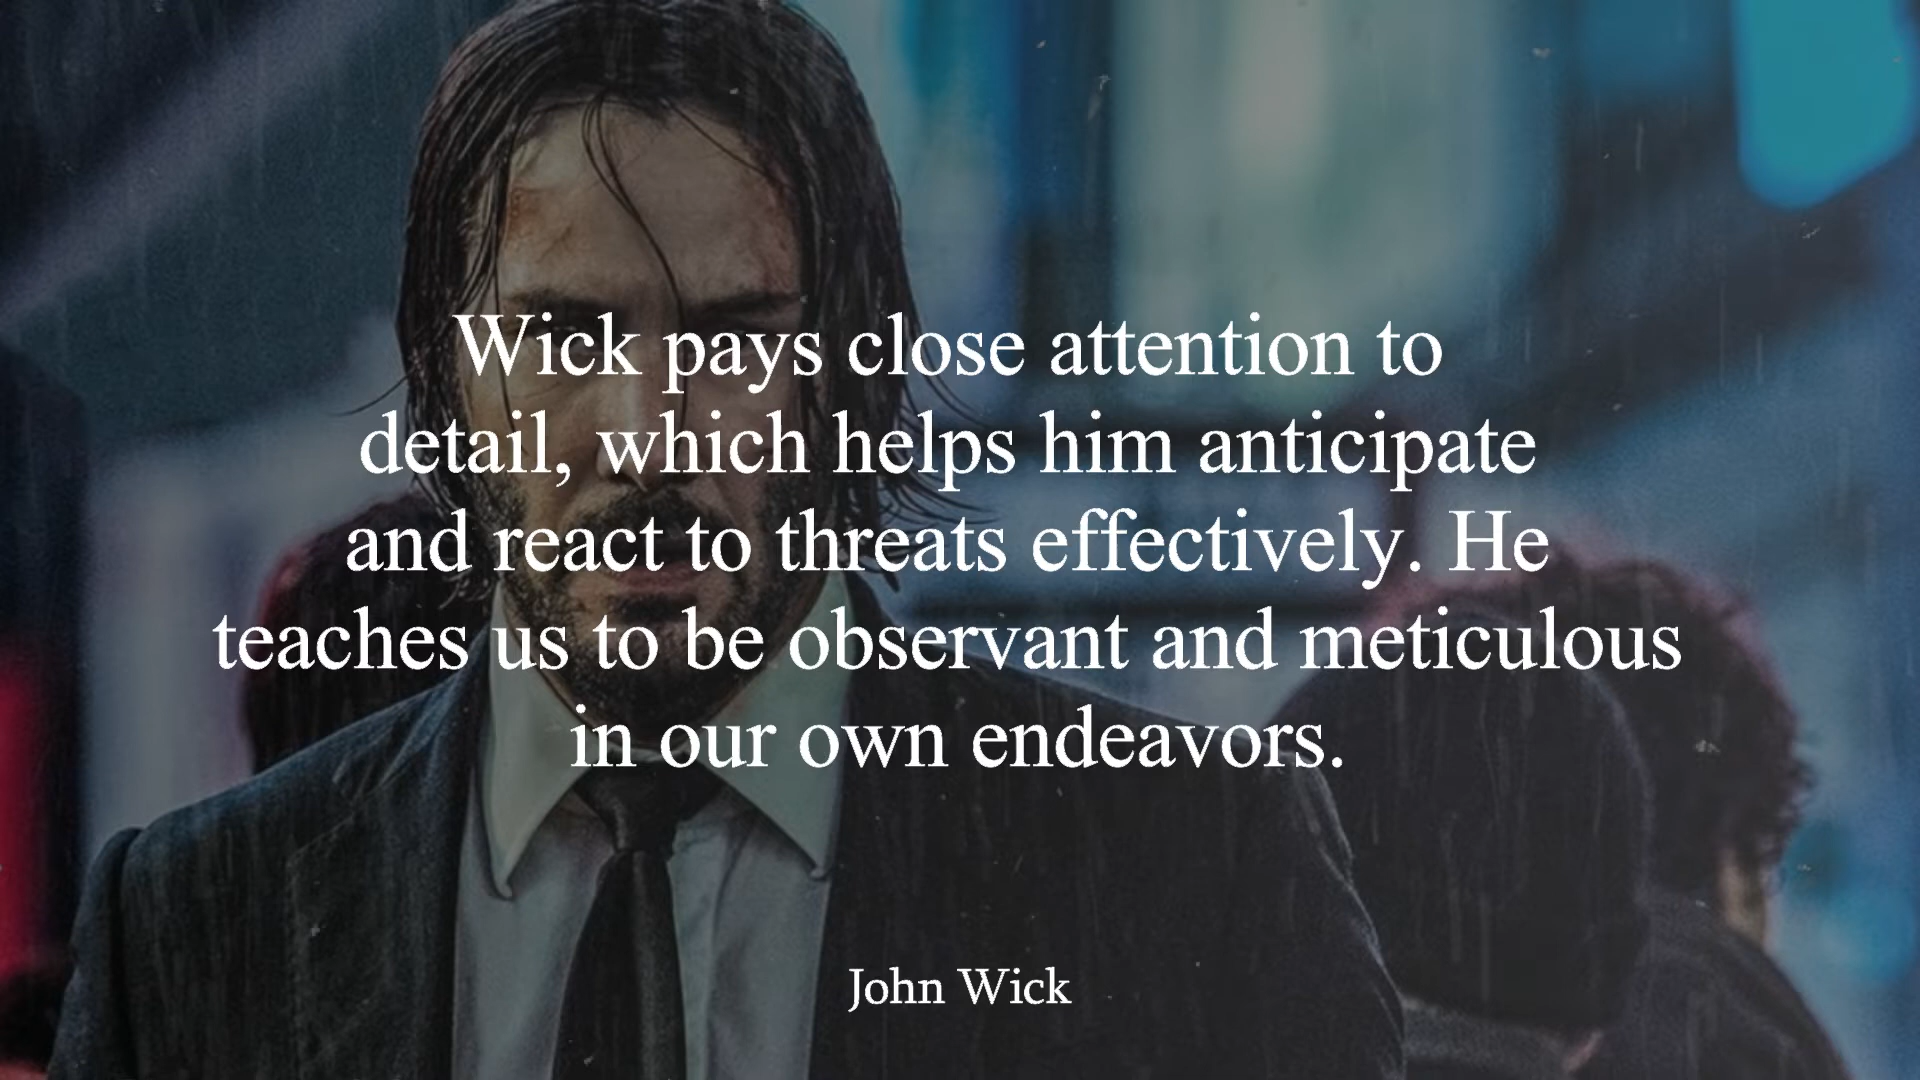 Wick pays close attention to
detail, which helps him anticipate
and react to threats effectively. He
teaches us to be observant and meticulous
in our own endeavors.
John Wick